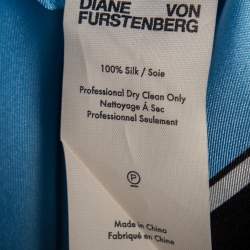 DIANE VON
FURSTENBERG
100% Silk / Soie
Professional Dry Clean Only
Nettoyage À Sec
Professionel Seulement
P
Made in China
Fabriqué en Chine